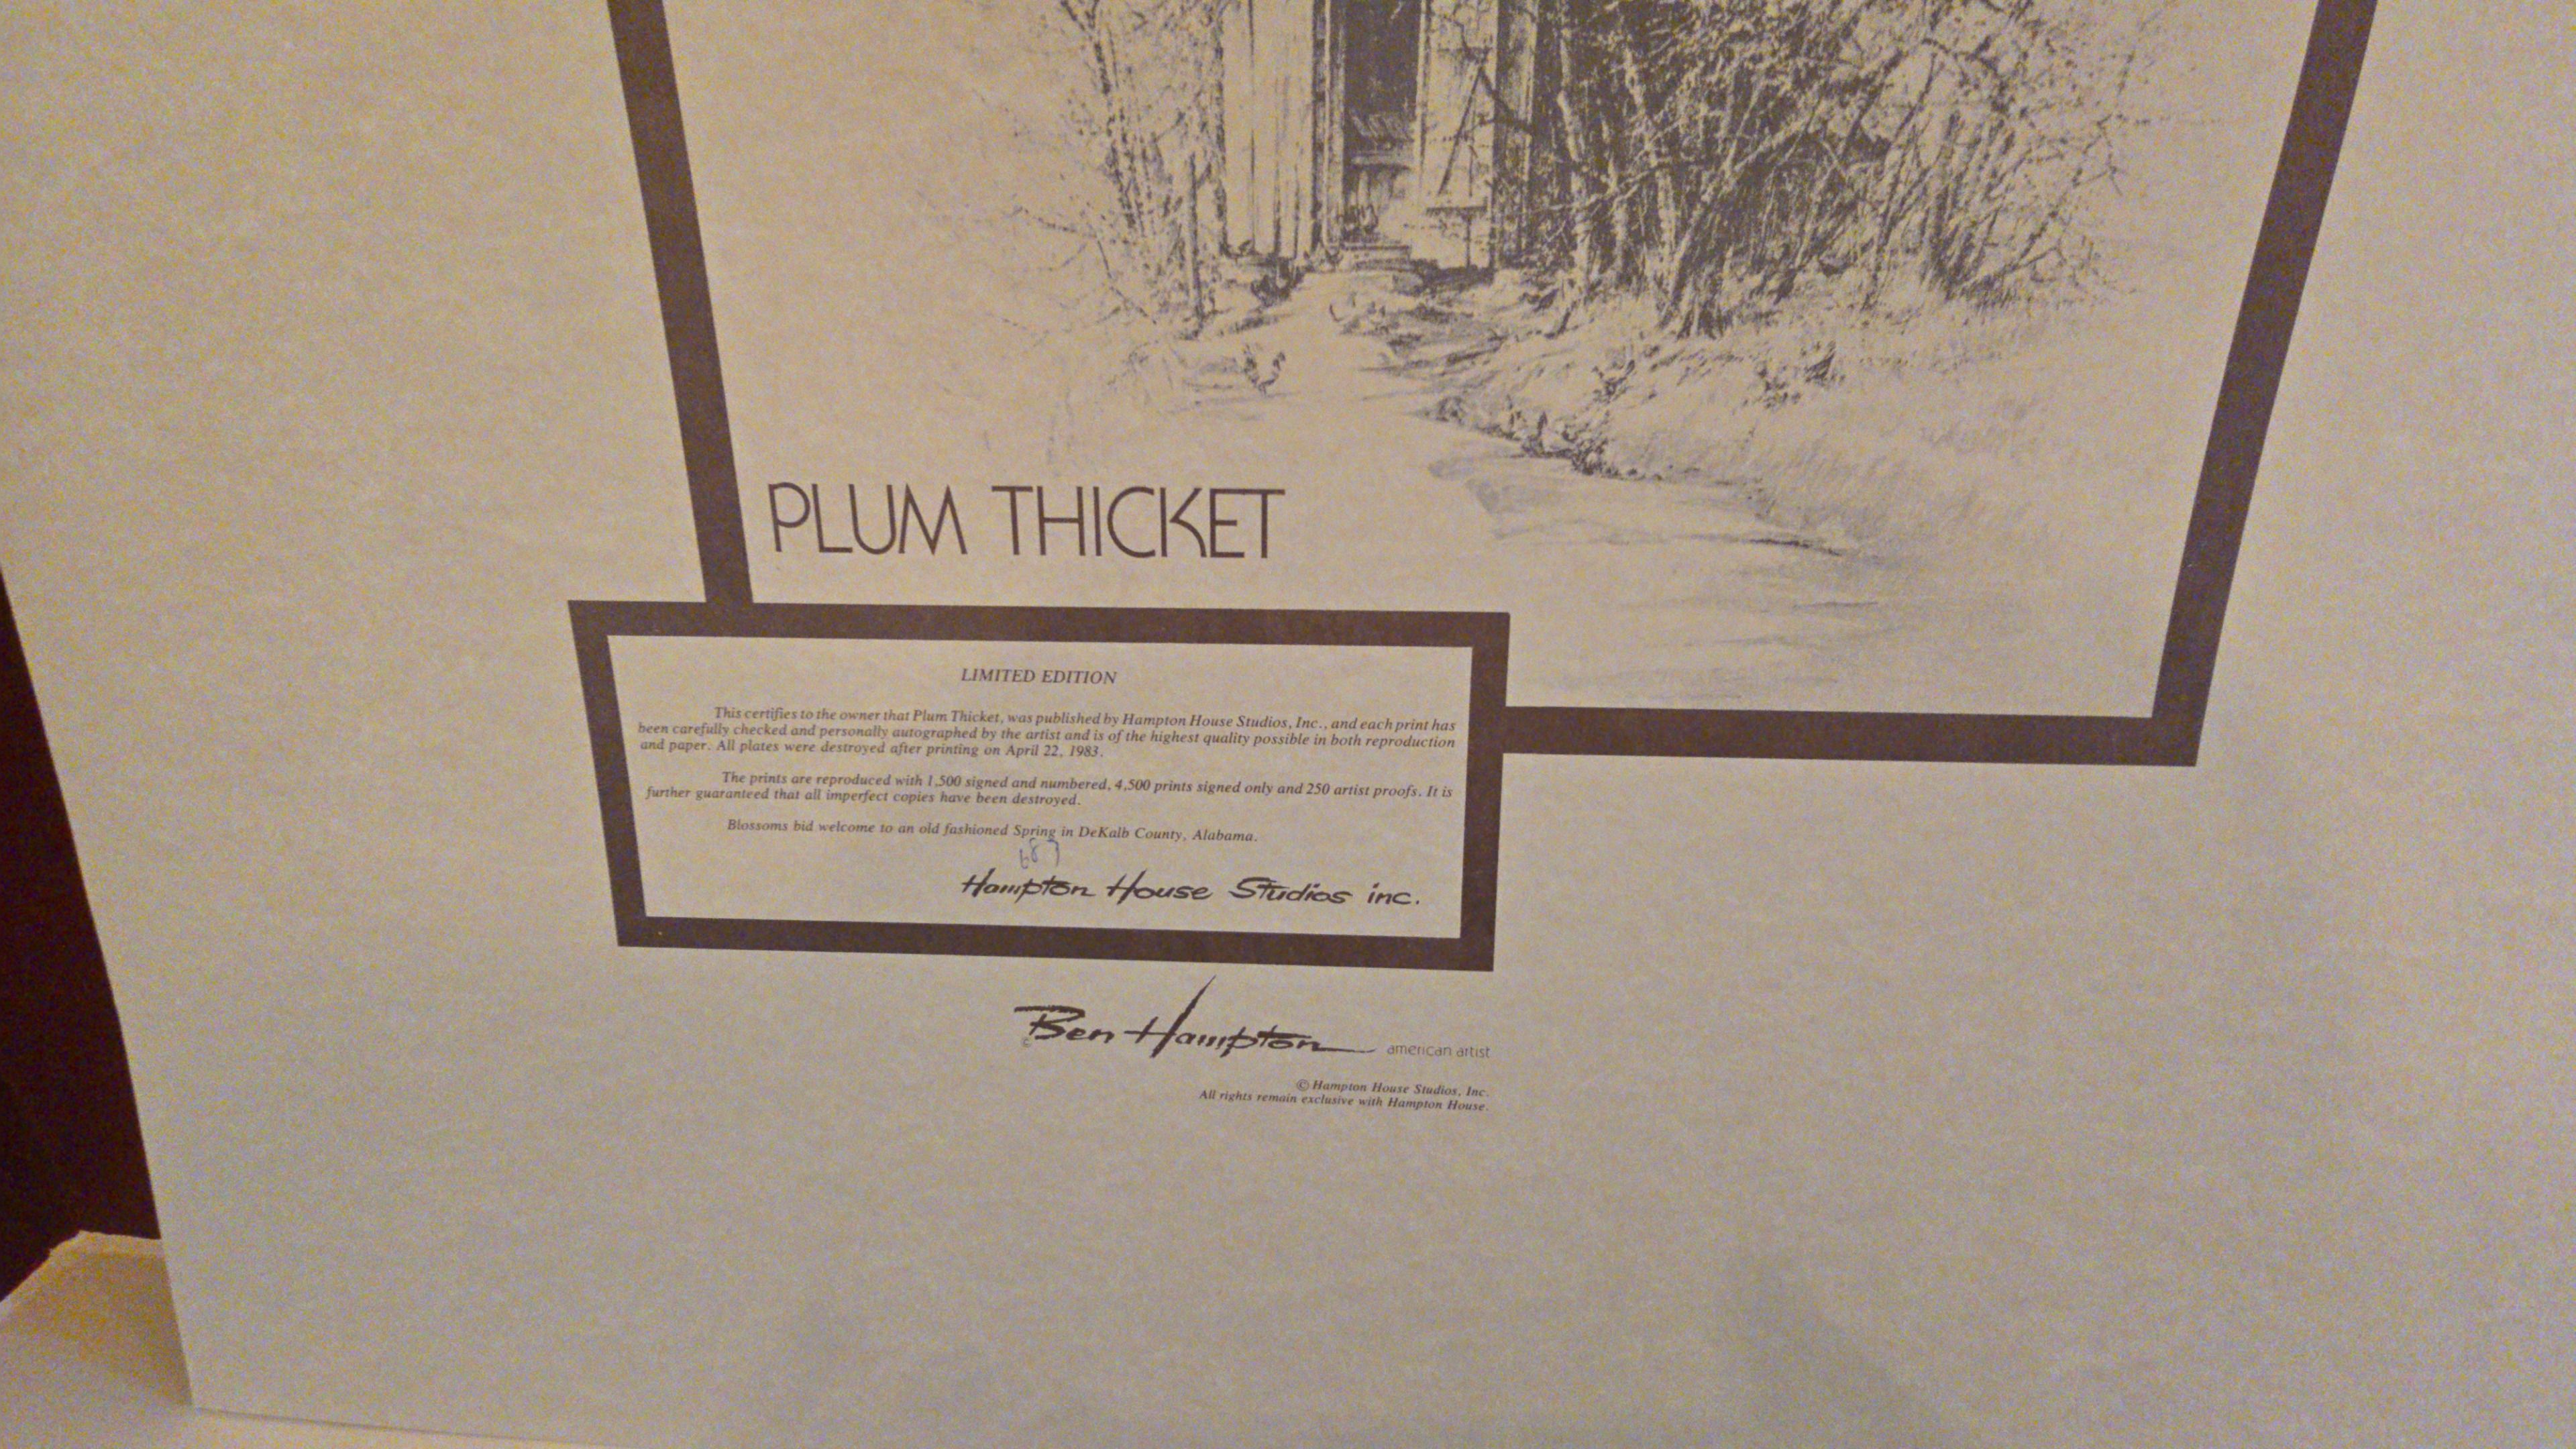 PLUM THICKET
LIMITED EDITION
This certifies to the owner that Plum Thicket, was published by Hampton House Studios, Inc., and each print has
been carefully checked and personally autographed by the artist and is of the highest quality possible in both reproduction
and paper. All plates were destroyed after printing on April 22, 1983.
The prints are reproduced with 1,500 signed and numbered, 4,500 prints signed only and 250 artist proofs. It is
further guaranteed that all imperfect copies have been destroyed.
Blossoms bid welcome to an old fashioned Spring in DeKalb County, Alabama.
687
Hampton House Studios inc.
Ben Hampton american artist
© Hampton House Studios, Inc.
All rights remain exclusive with Hampton House.